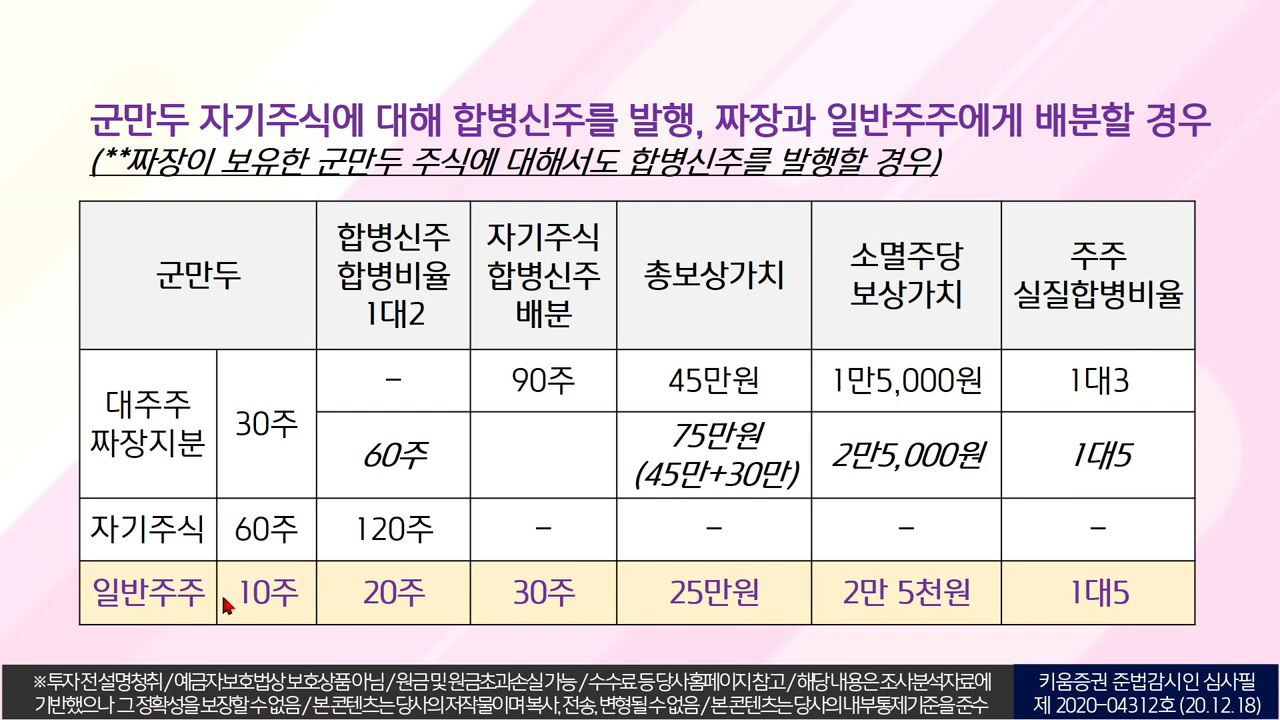 군만두 자기주식에 대해 합병신주를 발행, 짜장과 일반주주에게 배분할 경우
(**짜장이 보유한 군만두 주식에 대해서도 합병신주를 발행할 경우)
군만두
합병신주
합병비율
1대2
자기주식
합병신주
배분
총보상가치
소멸주당
보상가치
주주
실질합병비율
대주주
짜장지분
30주
–
90주
45만원
1만5,000원
1대3
60주
75만원
(45만+30만)
2만5,000원
1대5
자기주식
60주
120주
–
–
–
–
일반주주
10주
20주
30주
25만원
2만 5천원
1대5
※ 투자 전 설명청취 / 예금자보호법상 보호상품 아님 / 원금 및 원금초과손실 가능 / 수수료 등 당사홈페이지 참고 / 해당 내용은 조사분석자료에
기반했으나 그 정확성을 보장할 수 없음 / 본 콘텐츠는 당사의 저작물이며 복사, 전송, 변형될 수 없음 / 본 콘텐츠는 당사의 내부통제기준을 준수
키움증권 준법감시인 심사필
제 2020-04312호 (20.12.18)